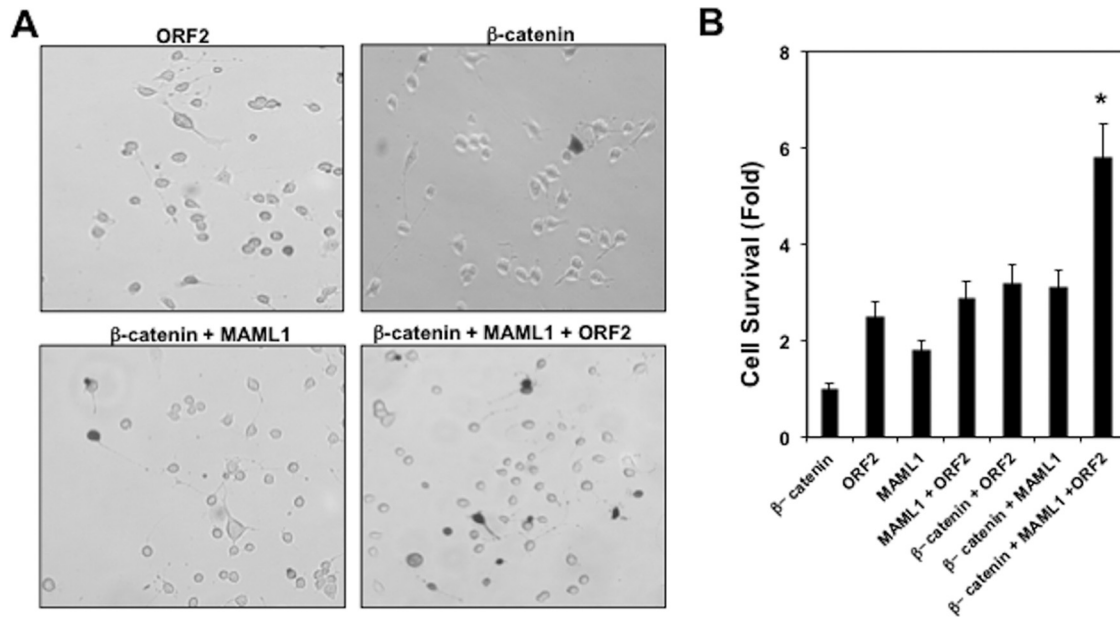 A
ORF2
β-catenin
β-catenin + MAML1
β-catenin + MAML1 + ORF2
B
8
6
4
2
0
*
Cell Survival (Fold)
β– catenin
ORF2
MAML1
MAML1 + ORF2
β– catenin + ORF2
β– catenin + MAML1
β– catenin + MAML1 +ORF2